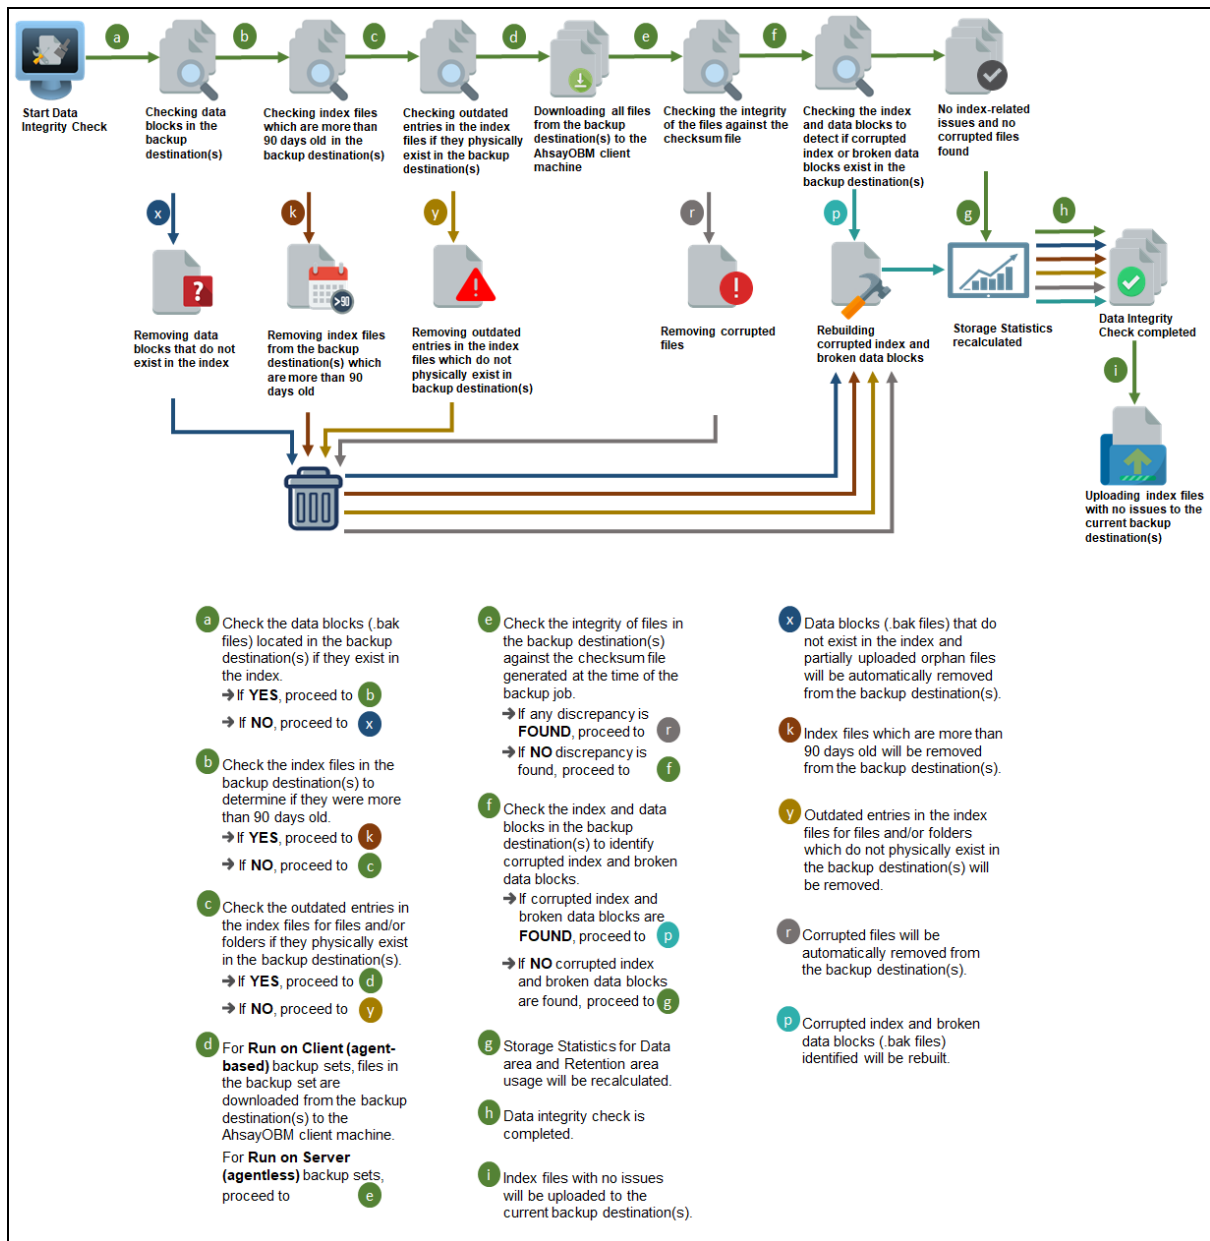 a
b
c
d
e
f
Start Data
Integrity Check
Checking data
blocks in the
backup
destination(s)
Checking index files
which are more than
90 days old in the
backup destination(s)
Checking outdated
entries in the index
files if they physically
exist in the backup
destination(s)
Downloading all files
from the backup
destination(s) to the
AhsayOBM client
machine
Checking the integrity
of the files against the
checksum file
Checking the index
and data blocks to
detect if corrupted
index or broken data
blocks exist in the
backup destination(s)
No index-related
issues and no
corrupted files
found
x
k
y
r
p
g
h
?
>90
!
!
Removing data
blocks that do not
exist in the index
Removing index files
from the backup
destination(s) which
are more than 90
days old
Removing outdated
entries in the index
files which do not
physically exist in
backup destination(s)
Removing corrupted
files
Rebuilding
corrupted index and
broken data blocks
Storage Statistics
recalculated
Data Integrity
Check completed
i
Uploading index files
with no issues to the
current backup
destination(s)
a Check the data blocks (.bak
files) located in the backup
destination(s) if they exist in
the index.
➔ If YES, proceed to b
➔ If NO, proceed to x
b Check the index files in the
backup destination(s) to
determine if they were more
than 90 days old.
➔ If YES, proceed to k
➔ If NO, proceed to c
c Check the outdated entries in
the index files for files and/or
folders if they physically exist
in the backup destination(s).
➔ If YES, proceed to d
➔ If NO, proceed to y
d For Run on Client (agent-
based) backup sets, files in
the backup set are
downloaded from the backup
destination(s) to the
AhsayOBM client machine.
For Run on Server
(agentless) backup sets,
proceed to e
e Check the integrity of files in
the backup destination(s)
against the checksum file
generated at the time of the
backup job.
➔ If any discrepancy is
FOUND, proceed to r
➔ If NO discrepancy is
found, proceed to f
f Check the index and data
blocks in the backup
destination(s) to identify
corrupted index and broken
data blocks.
➔ If corrupted index and
broken data blocks are
FOUND, proceed to p
➔ If NO corrupted index
and broken data blocks
are found, proceed to g
g Storage Statistics for Data
area and Retention area
usage will be recalculated.
h Data integrity check is
completed.
i Index files with no issues
will be uploaded to the
current backup destination(s).
x Data blocks (.bak files) that do
not exist in the index and
partially uploaded orphan files
will be automatically removed
from the backup destination(s).
k Index files which are more than
90 days old will be removed
from the backup destination(s).
y Outdated entries in the index
files for files and/or folders
which do not physically exist in
the backup destination(s) will
be removed.
r Corrupted files will be
automatically removed from
the backup destination(s).
p Corrupted index and broken
data blocks (.bak files)
identified will be rebuilt.